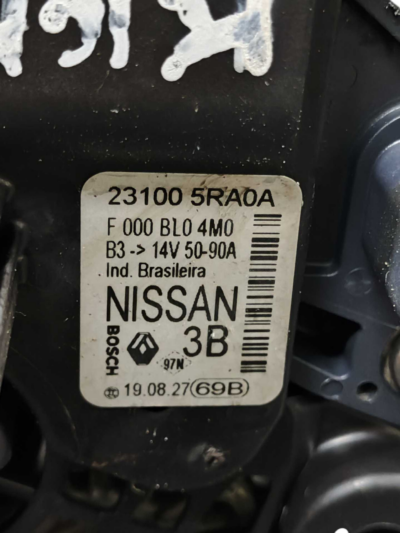 23100 5RA0A
F 000 BL0 4M0
B3 -> 14V 50-90A
Ind. Brasileira
NISSAN
BOSCH
3B
97N
19.08.27 69B